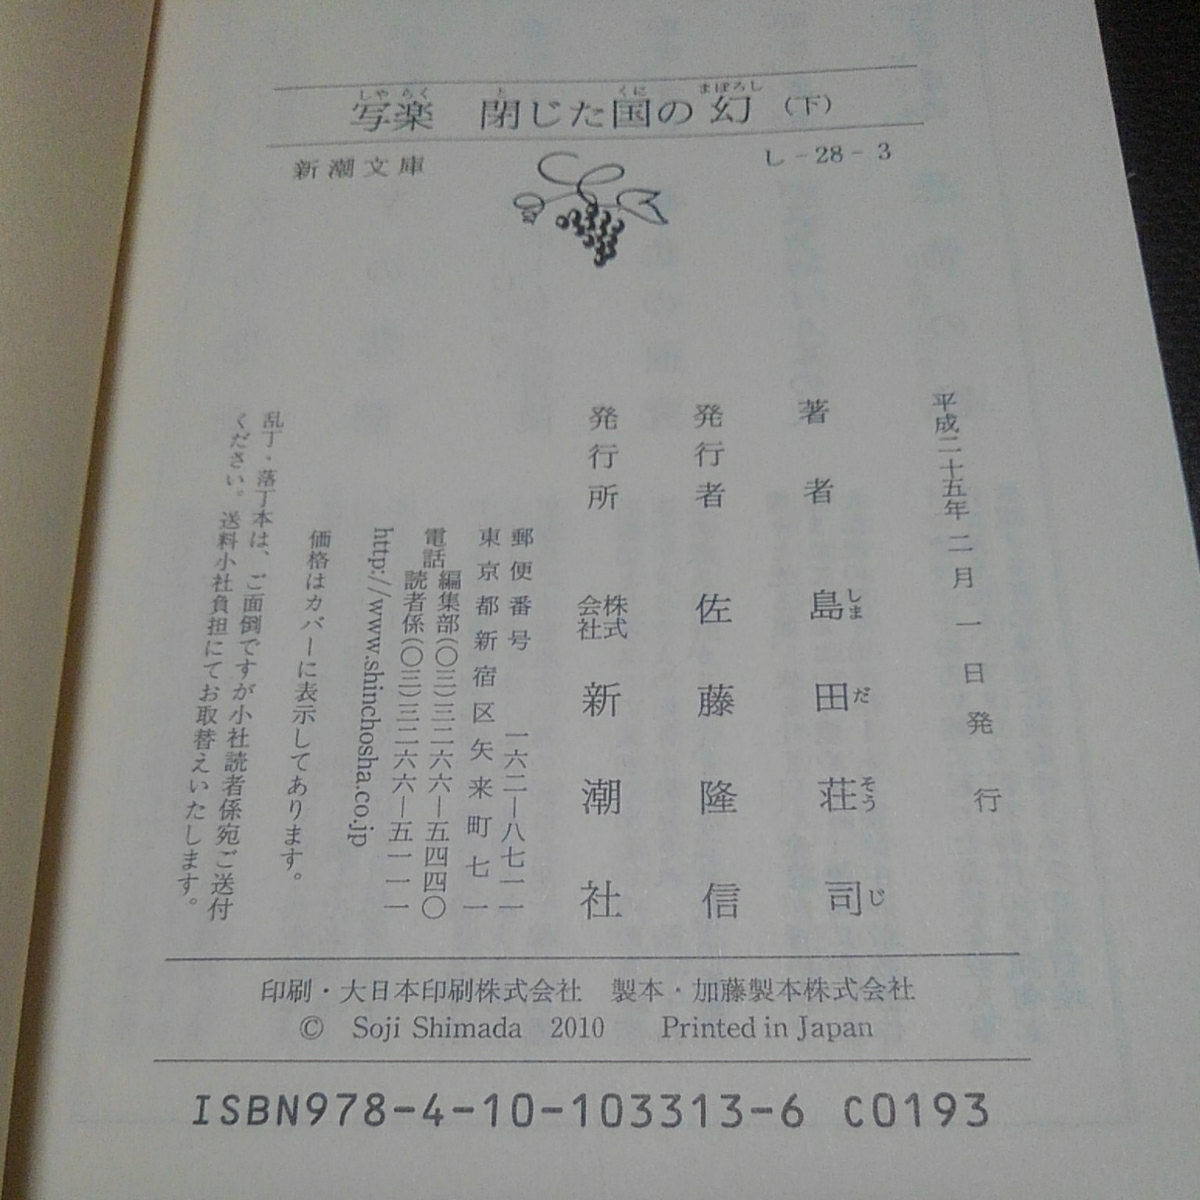 写楽　閉じた国の幻（下）
しゃらく　と　くに　まぼろし
新潮文庫
し-28-3
平成二十五年二月一日発行
著者　島田荘司
しまだそうじ
発行者　佐藤隆信
発行所　株式会社　新潮社
郵便番号　一六二―八七一一
東京都新宿区矢来町七一
電話　編集部(〇三)三二六六―五四四〇
読者係(〇三)三二六六―五一一一
http://www.shinchosha.co.jp
価格はカバーに表示してあります。
乱丁・落丁本は、ご面倒ですが小社読者係宛ご送付
ください。送料小社負担にてお取替えいたします。
印刷・大日本印刷株式会社　製本・加藤製本株式会社
© Soji Shimada 2010　Printed in Japan
ISBN978-4-10-103313-6 C0193